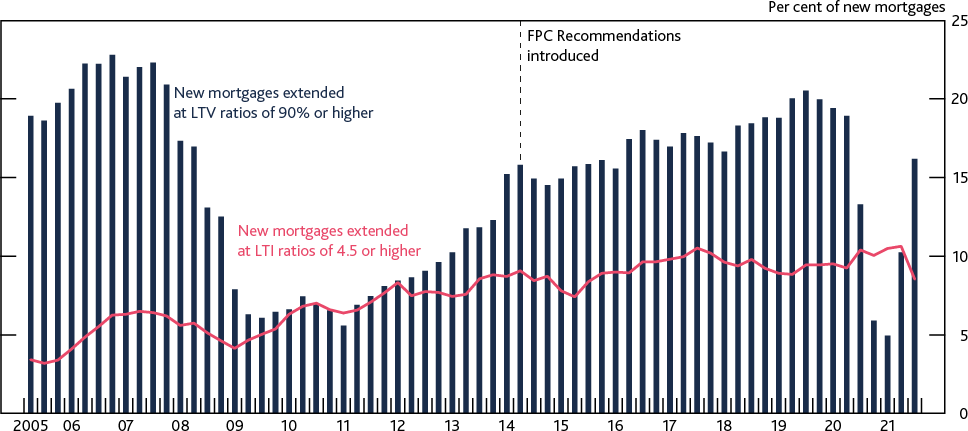 Per cent of new mortgages
25
FPC Recommendations
introduced
New mortgages extended
at LTV ratios of 90% or higher
20
15
New mortgages extended
at LTI ratios of 4.5 or higher
10
5
0
2005 06 07 08 09 10 11 12 13 14 15 16 17 18 19 20 21